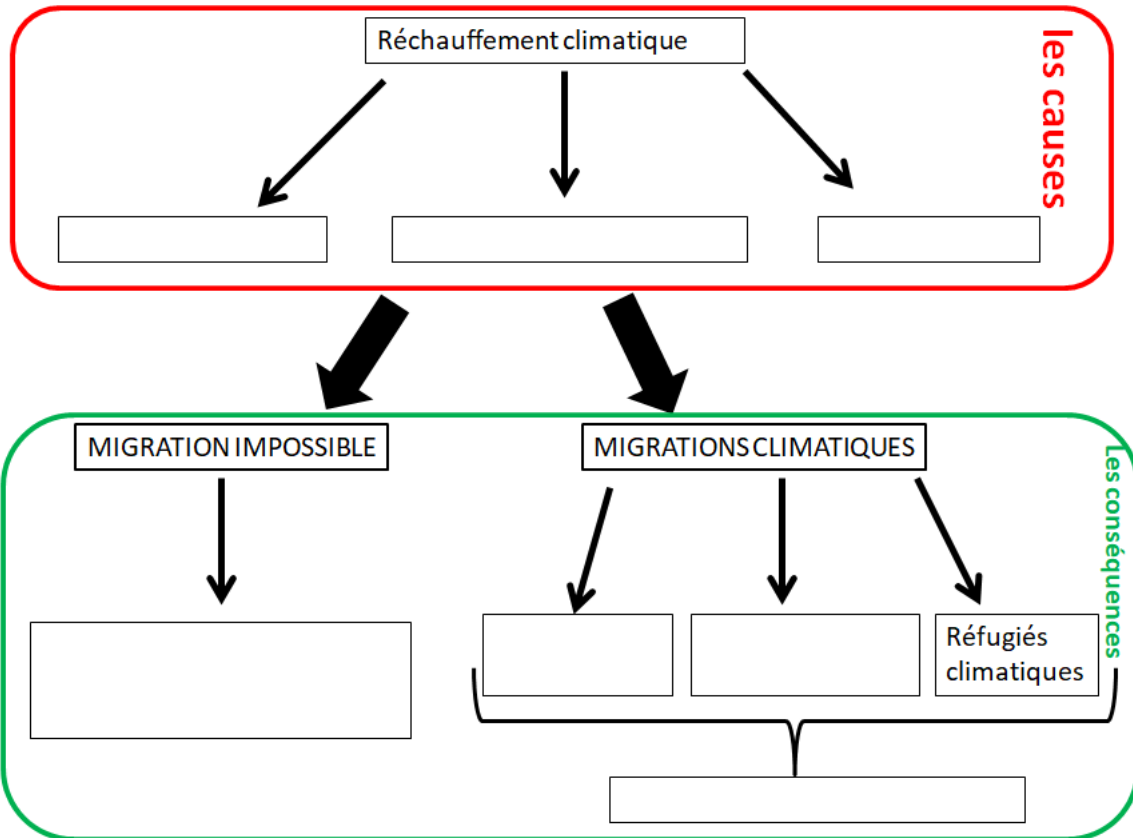 Réchauffement climatique
les causes
MIGRATION IMPOSSIBLE
MIGRATIONS CLIMATIQUES
Les conséquences
Réfugiés
climatiques